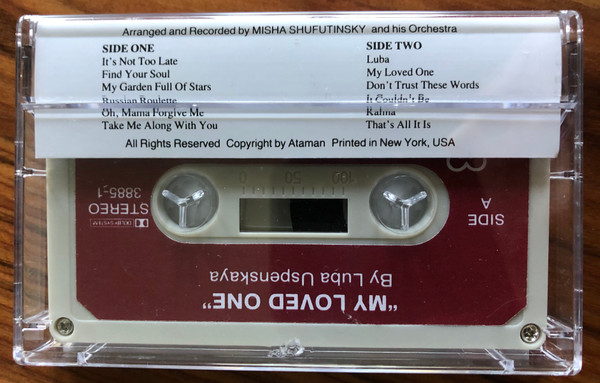 Arranged and Recorded by MISHA SHUFUTINSKY and his Orchestra
SIDE ONE
It's Not Too Late
Find Your Soul
My Garden Full Of Stars
Russian Roulette
Oh, Mama Forgive Me
Take Me Along With You
SIDE TWO
Luba
My Loved One
Don't Trust These Words
It Couldn't Be
That's All It Is
All Rights Reserved Copyright by Ataman Printed in New York, USA
SIDE
A
0 50 100
3885-1
STEREO
DOLBY SYSTEM
"MY LOVED ONE"
By Luba Uspenskaya